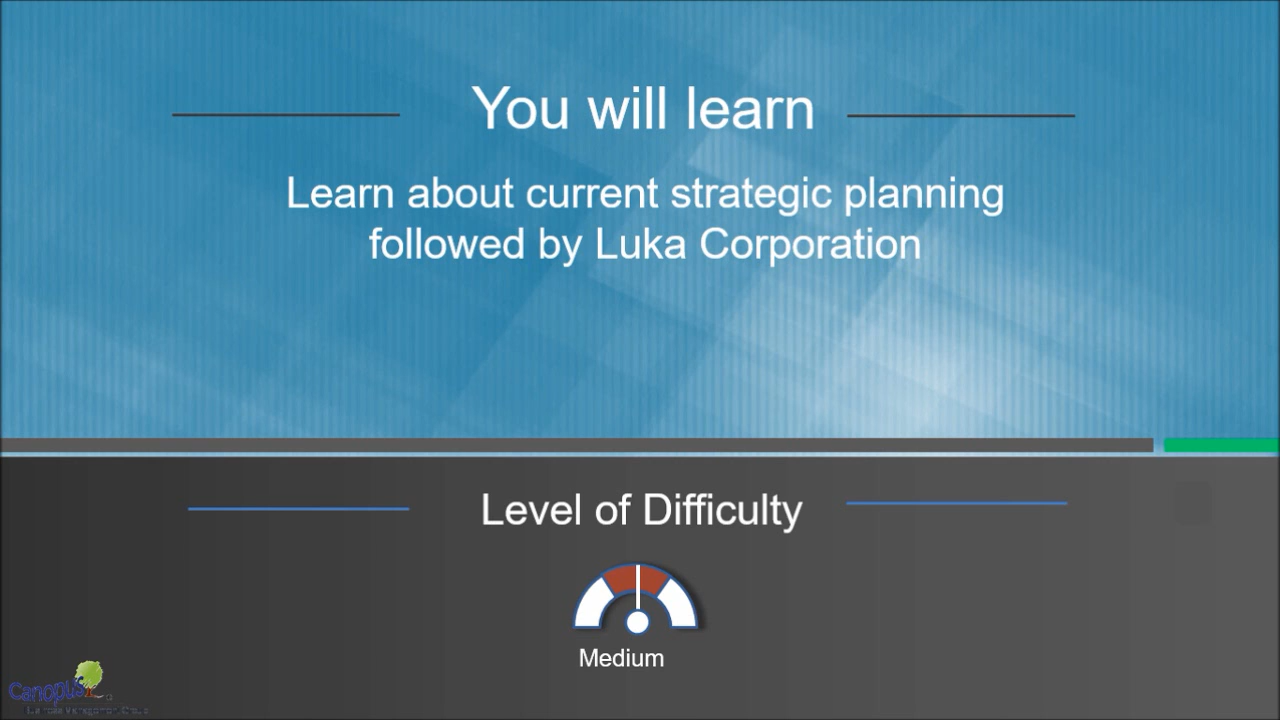 You will learn
Learn about current strategic planning
followed by Luka Corporation
Level of Difficulty
Medium
Canopus